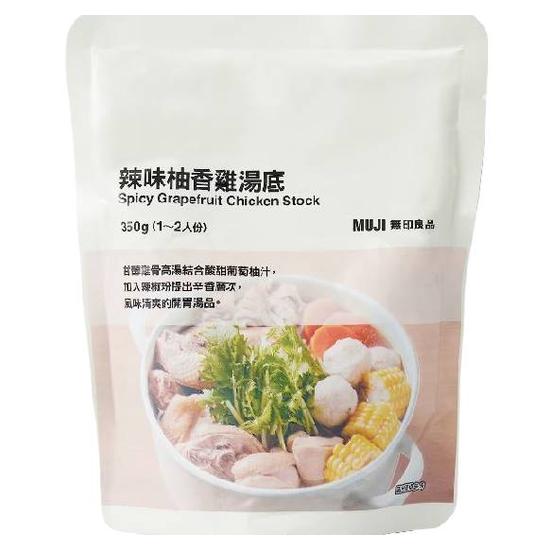 辣味柚香雞湯底
Spicy Grapefruit Chicken Stock
350g (1～2人份)
MUJI 無印良品
甘醇雞骨高湯結合酸甜葡萄柚汁，
加入辣椒粉提出辛香層次，
風味清爽的開胃湯品。